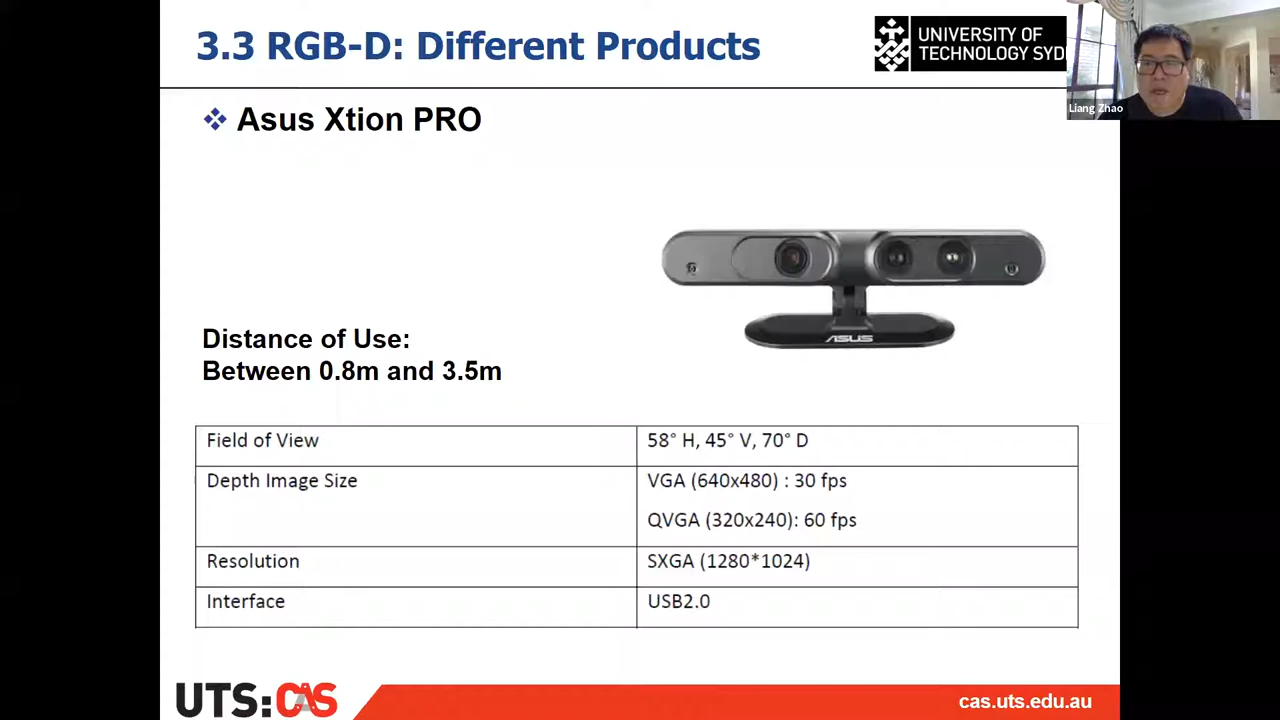 3.3 RGB-D: Different Products
UNIVERSITY OF
TECHNOLOGY SYD
Liang Zhao
❖ Asus Xtion PRO
ASUS
Distance of Use:
Between 0.8m and 3.5m
Field of View
58° H, 45° V, 70° D
Depth Image Size
VGA (640x480) : 30 fps
QVGA (320x240): 60 fps
Resolution
SXGA (1280*1024)
Interface
USB2.0
UTS:CAS
cas.uts.edu.au